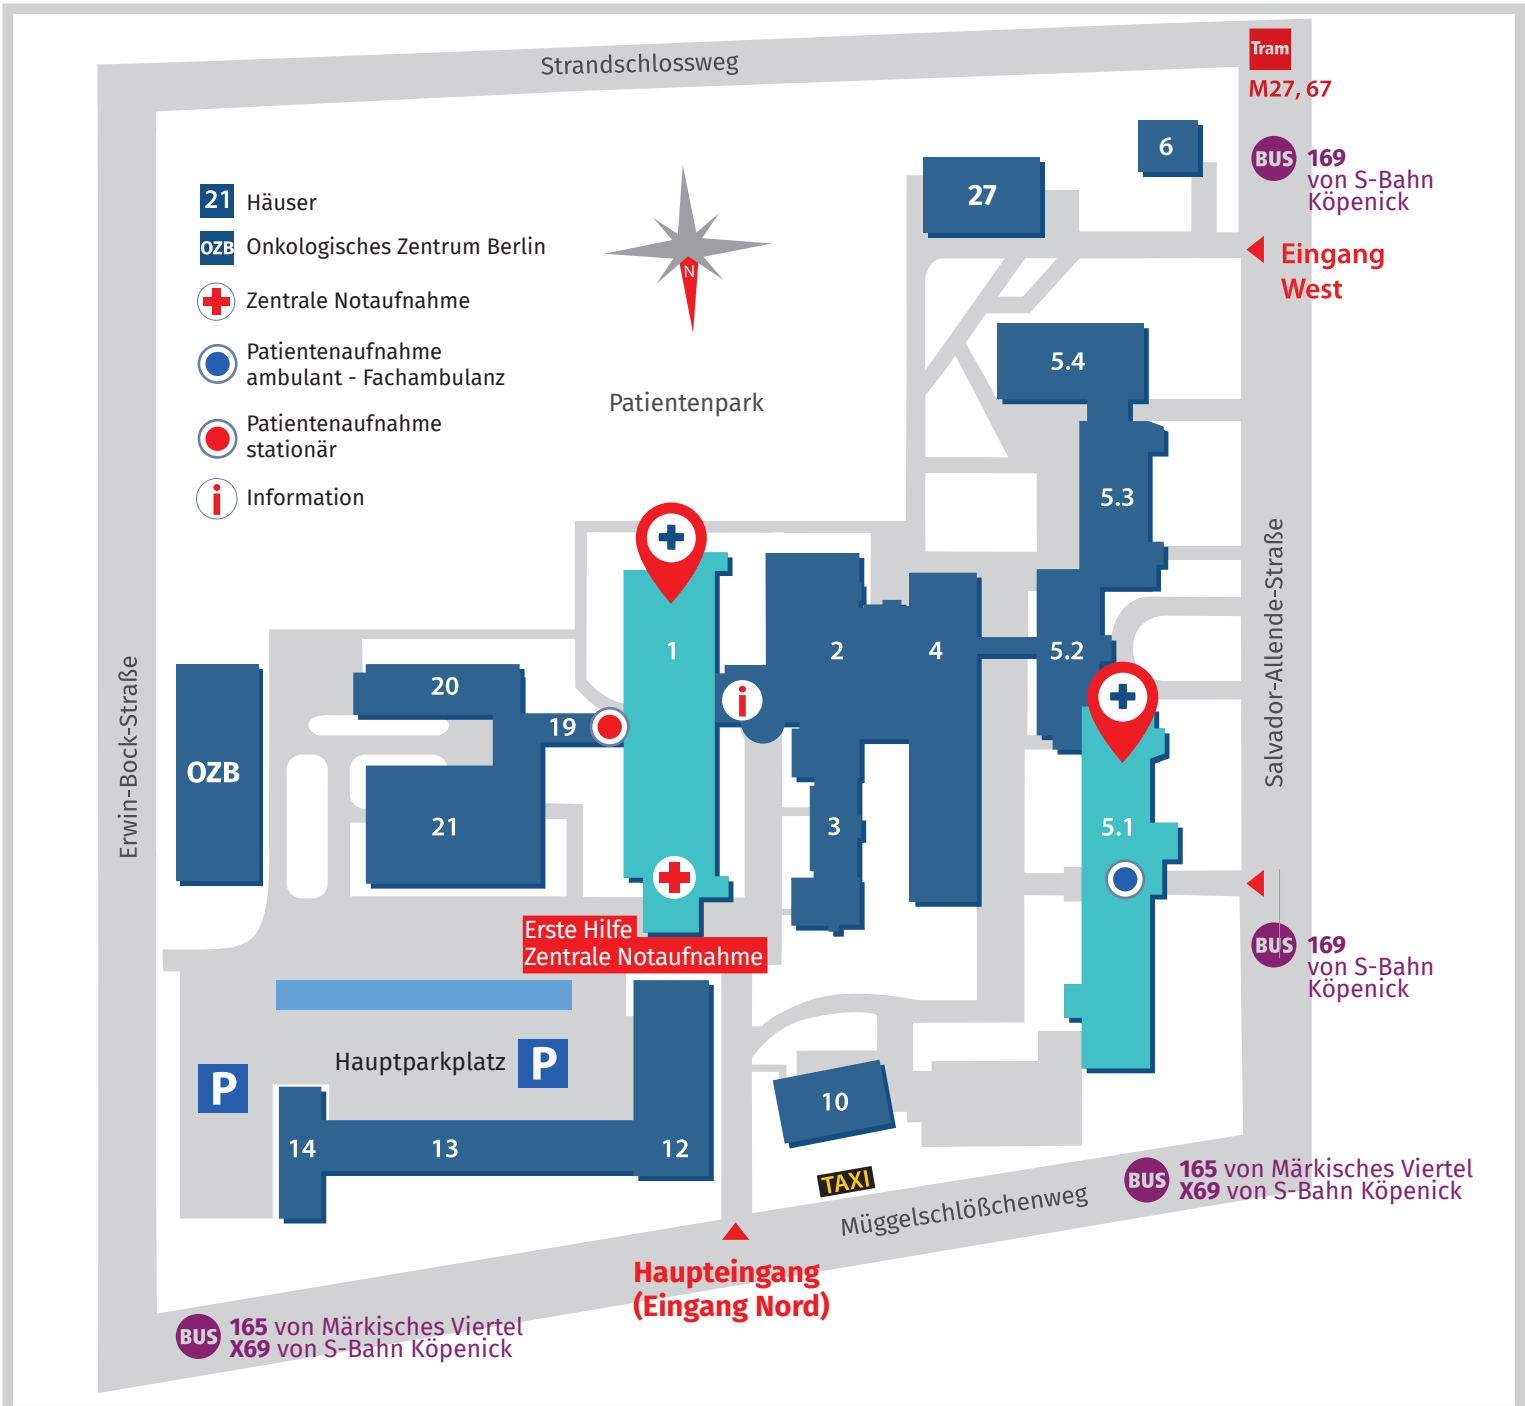 Strandschlossweg
Tram
M27, 67
BUS 169
von S-Bahn
Köpenick
6
27
21 Häuser
OZB Onkologisches Zentrum Berlin
Zentrale Notaufnahme
Patientenaufnahme
ambulant - Fachambulanz
Patientenaufnahme
stationär
i Information
N
Patientenpark
Eingang
West
5.4
5.3
Salvador-Allende-Straße
Erwin-Bock-Straße
1
2
4
5.2
20
i
19
OZB
21
3
5.1
Erste Hilfe
Zentrale Notaufnahme
BUS 169
von S-Bahn
Köpenick
Hauptparkplatz P
P
10
14
13
12
TAXI
Müggelschlößchenweg
BUS 165 von Märkisches Viertel
X69 von S-Bahn Köpenick
Haupteingang
(Eingang Nord)
BUS 165 von Märkisches Viertel
X69 von S-Bahn Köpenick